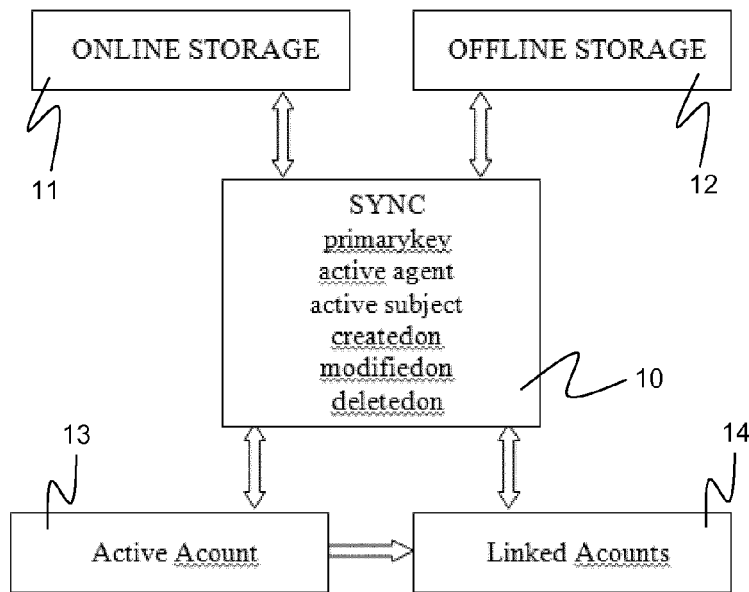 ONLINE STORAGE
OFFLINE STORAGE
11
12
SYNC
primarykey
active agent
active subject
createdon
modifiedon
deletedon
10
13
14
Active Acount
Linked Acounts